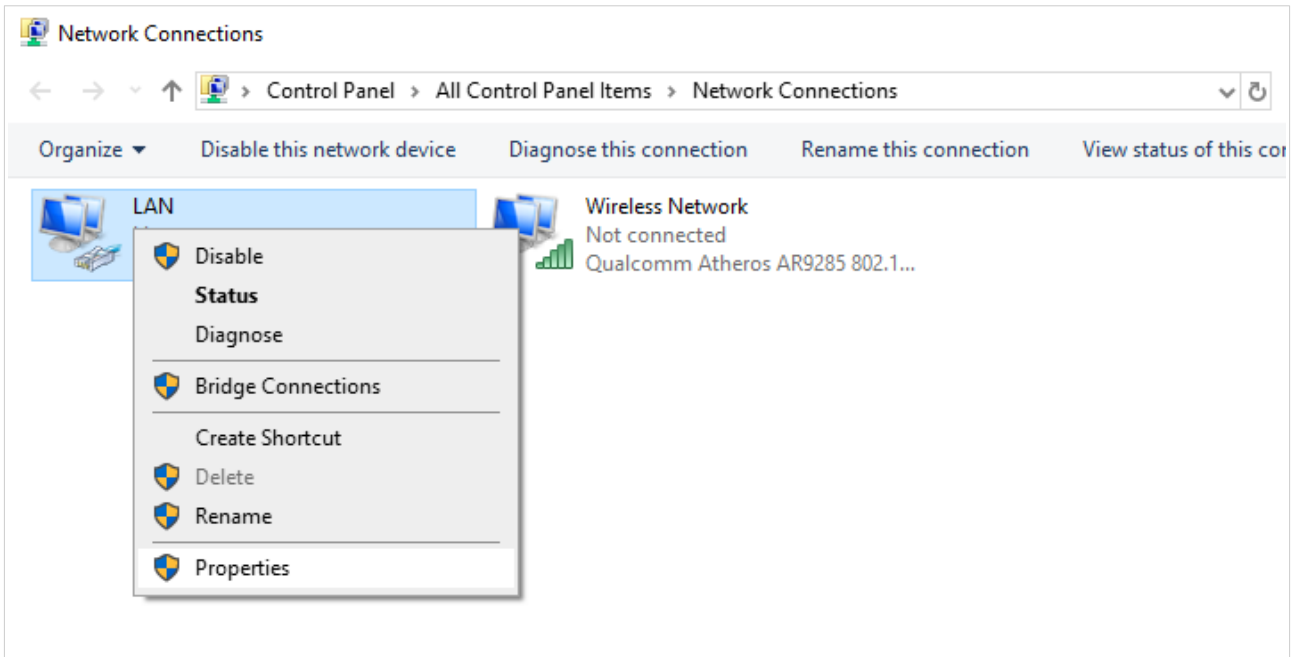 Network Connections
Control Panel > All Control Panel Items > Network Connections
Organize Disable this network device Diagnose this connection Rename this connection View status of this cor
LAN
Wireless Network
Not connected
Qualcomm Atheros AR9285 802.1...
Disable
Status
Diagnose
Bridge Connections
Create Shortcut
Delete
Rename
Properties